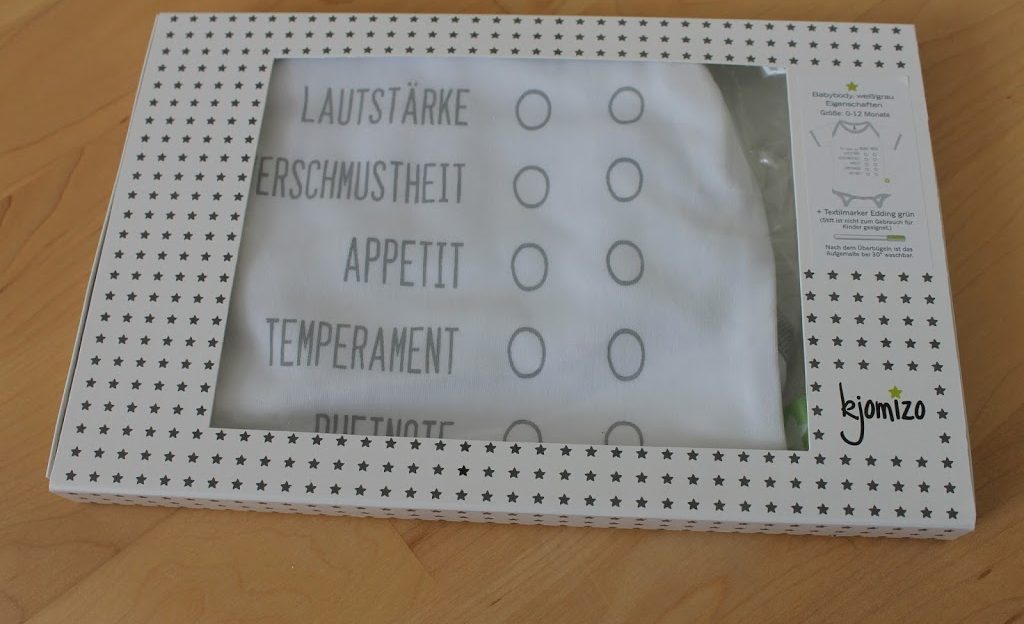 LAUTSTÄRKE
ERSCHMUSTHEIT
APPETIT
TEMPERAMENT
DUFTNOTE
Babybody, weiß/grau
Eigenschaften
Größe: 0-12 Monate
+ Textilmarker Edding grün
(Stift ist nicht zum Gebrauch für
Kinder geeignet.)
Nach dem Überbügeln ist das
Aufgemalte bei 30° waschbar.
kjomizo